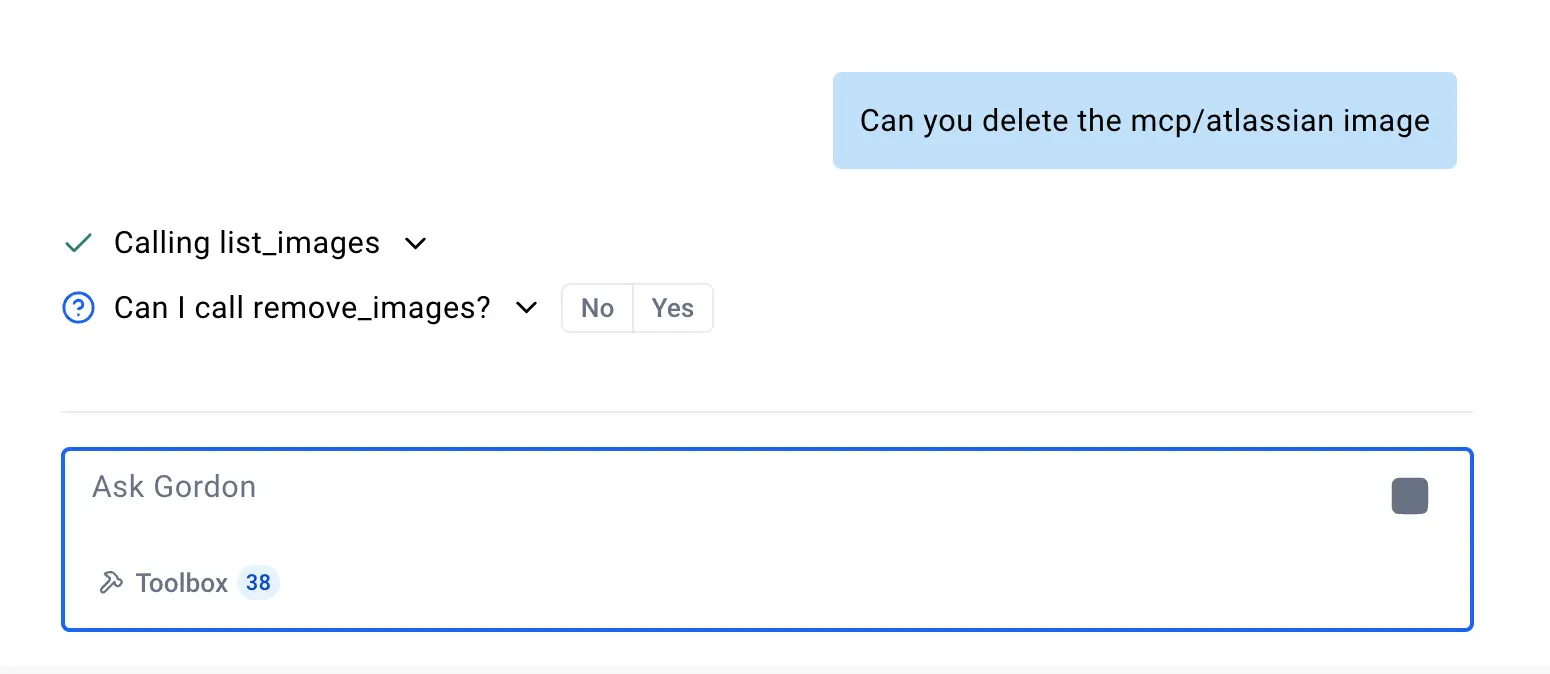 Can you delete the mcp/atlassian image
Calling list_images
Can I call remove_images? No Yes
Ask Gordon
Toolbox 38